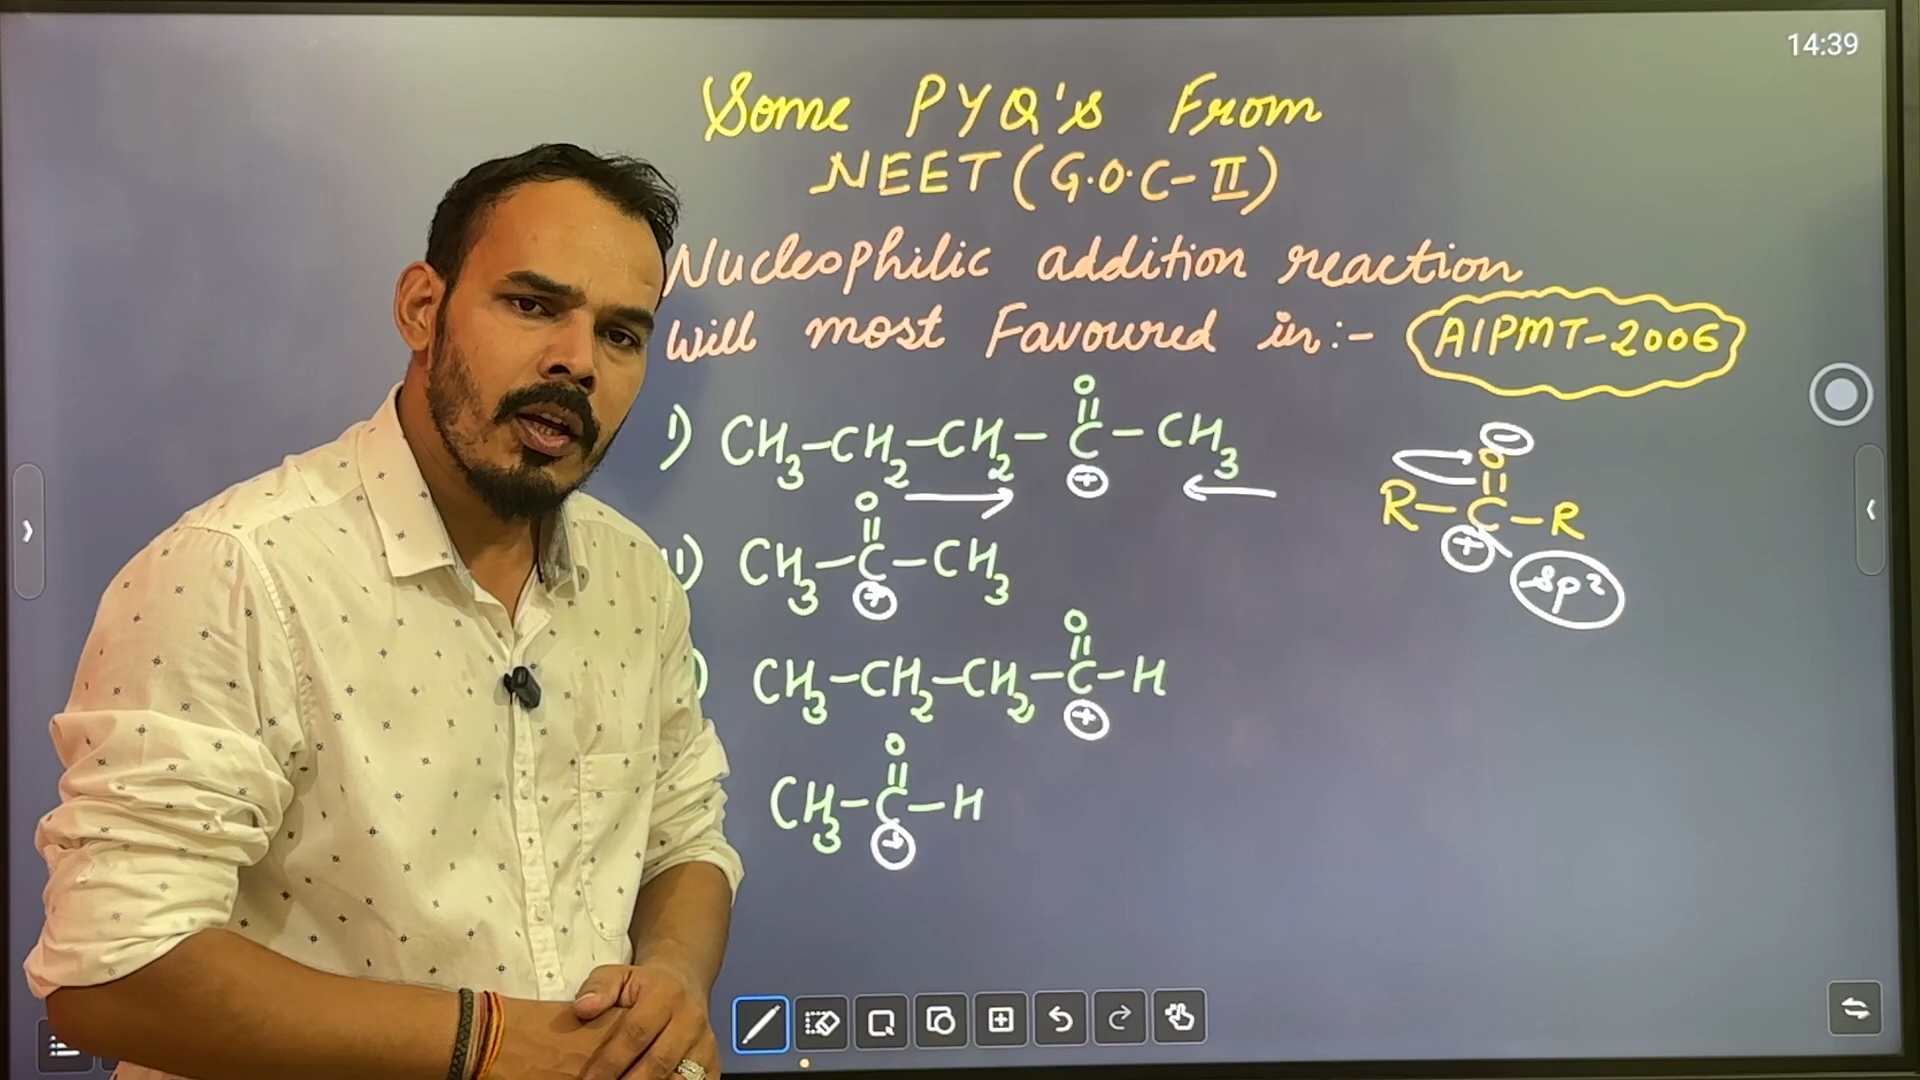 14:39
Some PYQ's From
NEET (G.O.C-II)
Nucleophilic addition reaction
will most Favoured in:- AIPMT-2006
I) CH3-CH2-CH2-C(=O)-CH3
⊕
CH3-C(=O)-CH3
⊕
CH3-CH2-CH2-C(=O)-H
⊕
CH3-C(=O)-H
⊕
⊖
R-C(=O)-R
⊕
sp2